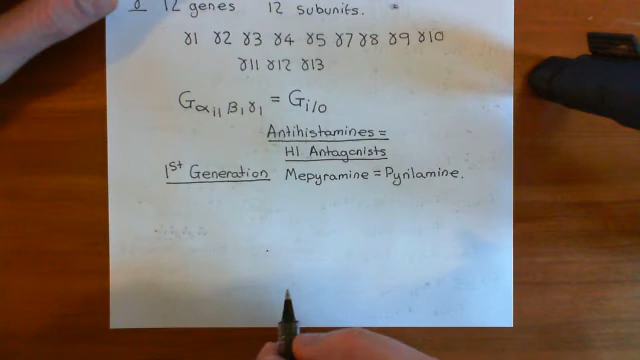 γ 12 genes 12 subunits.
γ1 γ2 γ3 γ4 γ5 γ7 γ8 γ9 γ10
γ11 γ12 γ13
Gαi1 β1 γ1 = Gi/o
Antihistamines =
H1 Antagonists
1st Generation Mepyramine = Pyrilamine.